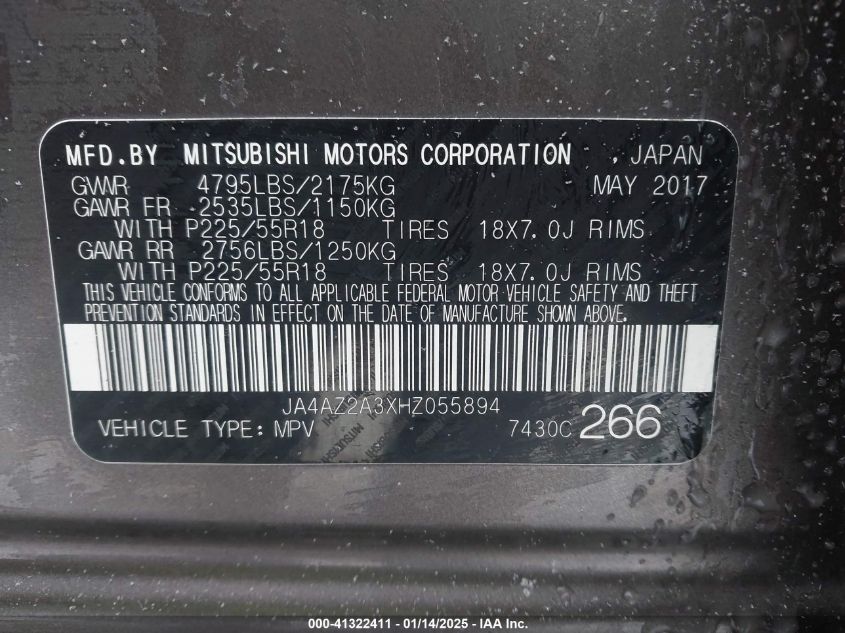 MFD.BY MITSUBISHI MOTORS CORPORATION , JAPAN
GVWR 4795LBS/2175KG MAY 2017
GAWR FR 2535LBS/1150KG
WITH P225/55R18 TIRES 18X7.0J RIMS
GAWR RR 2756LBS/1250KG
WITH P225/55R18 TIRES 18X7.0J RIMS
THIS VEHICLE CONFORMS TO ALL APPLICABLE FEDERAL MOTOR VEHICLE SAFETY AND THEFT
PREVENTION STANDARDS IN EFFECT ON THE DATE OF MANUFACTURE SHOWN ABOVE.
JA4AZ2A3XHZ055894
VEHICLE TYPE: MPV 7430C 266
000-41322411 - 01/14/2025 - © IAA, Inc.